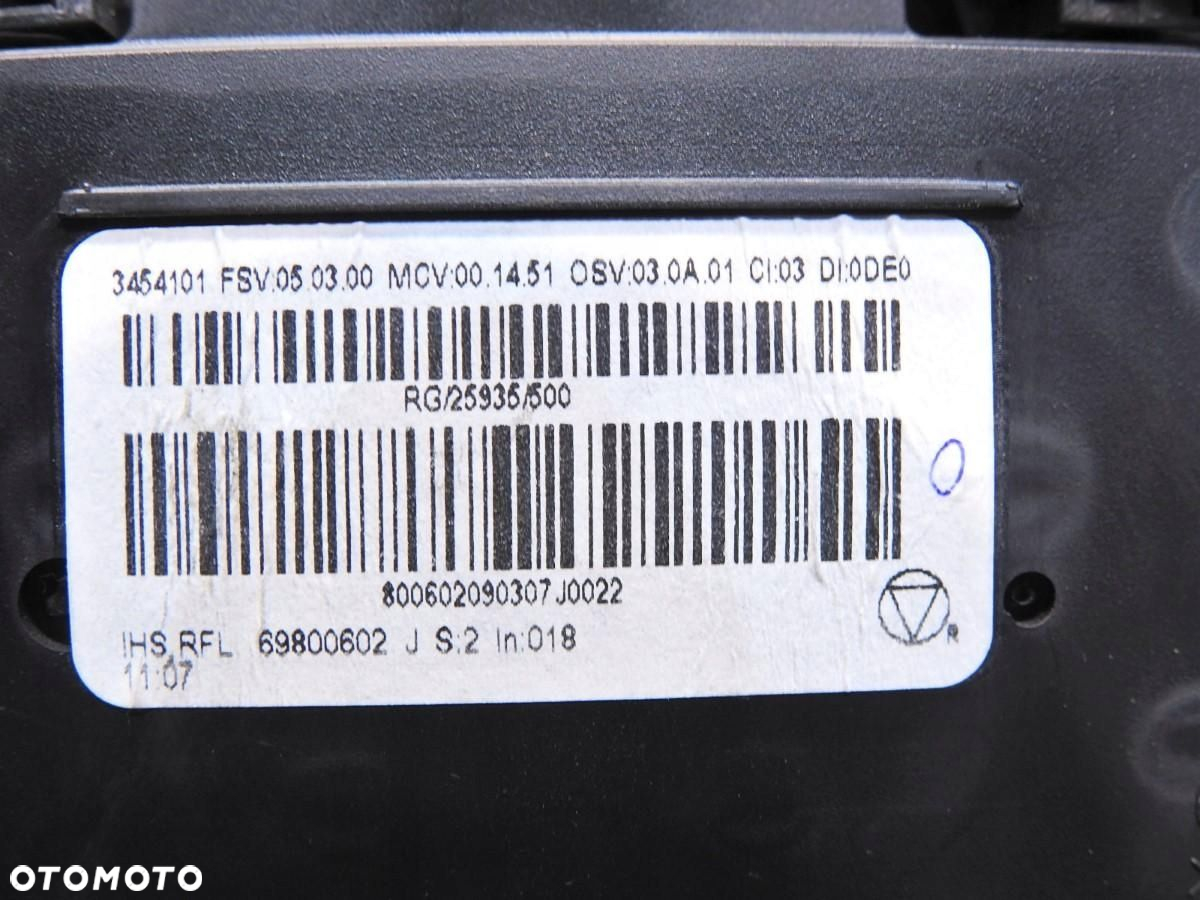 3454101 FSV:05.03.00 MCV:00.14.51 OSV:03.0A.01 CI:03 DI:0DE0
RG/25935/500
800602090307J0022
IHS RFL 69800602 J S:2 In:018
11:07
R
OTOMOTO